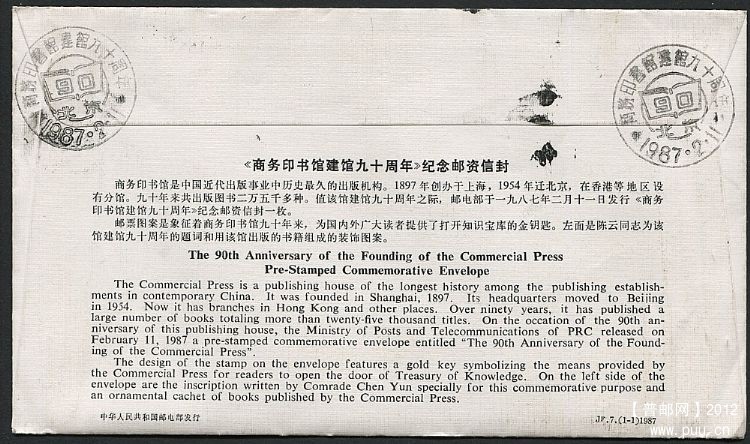 商務印書館建館九十周年
北京
1987·2·11
商務印書館建館九十周年
北京
1987·2·11
《商务印书馆建馆九十周年》纪念邮资信封
商务印书馆是中国近代出版事业中历史最久的出版机构。1897年创办于上海，1954年迁北京，在香港等地区设
有分馆。九十年来共出版图书二万五千多种。值该馆建馆九十周年之际，邮电部于一九八七年二月十一日发行《商务
印书馆建馆九十周年》纪念邮资信封一枚。
邮票图案是象征着商务印书馆九十年来，为国内外广大读者提供了打开知识宝库的金钥匙。左面是陈云同志为该
馆建馆九十周年的题词和用该馆出版的书籍组成的装饰图案。
The 90th Anniversary of the Founding of the Commercial Press
Pre-Stamped Commemorative Envelope
The Commercial Press is a publishing house of the longest history among the publishing establish-
ments in contemporary China. It was founded in Shanghai, 1897. Its headquarters moved to Beijing
in 1954. Now it has branches in Hong Kong and other places. Over ninety years, it has published a
large number of books totaling more than twenty-five thousand titles. On the occation of the 90th an-
niversary of this publishing house, the Ministry of Posts and Telecommunications of PRC released on
February 11, 1987 a pre-stamped commemorative envelope entitled "The 90th Anniversary of the Found-
ing of the Commercial Press".
The design of the stamp on the envelope features a gold key symbolizing the means provided by
the Commercial Press for readers to open the door of Treasury of Knowledge. On the left side of the
envelope are the inscription written by Comrade Chen Yun specially for this commemorative purpose and
an ornamental cachet of books published by the Commercial Press.
中华人民共和国邮电部发行
JF.7.(1-1)1987
【普邮网】2012
www.puu.cn